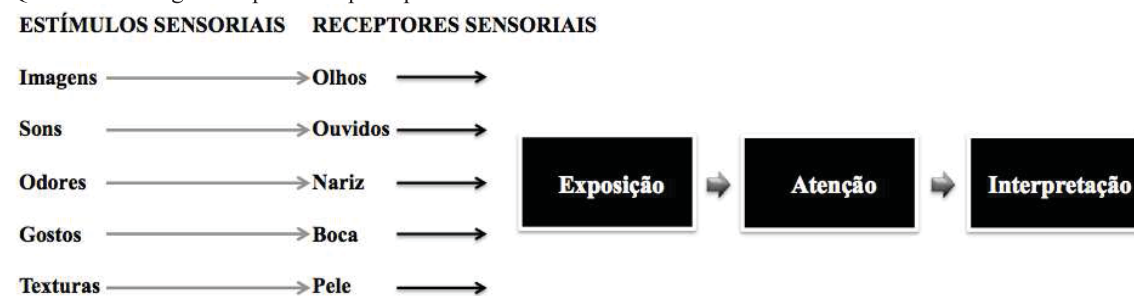 ESTÍMULOS SENSORIAIS RECEPTORES SENSORIAIS
Imagens Olhos
Sons Ouvidos
Odores Nariz
Gostos Boca
Texturas Pele
Exposição Atenção Interpretação